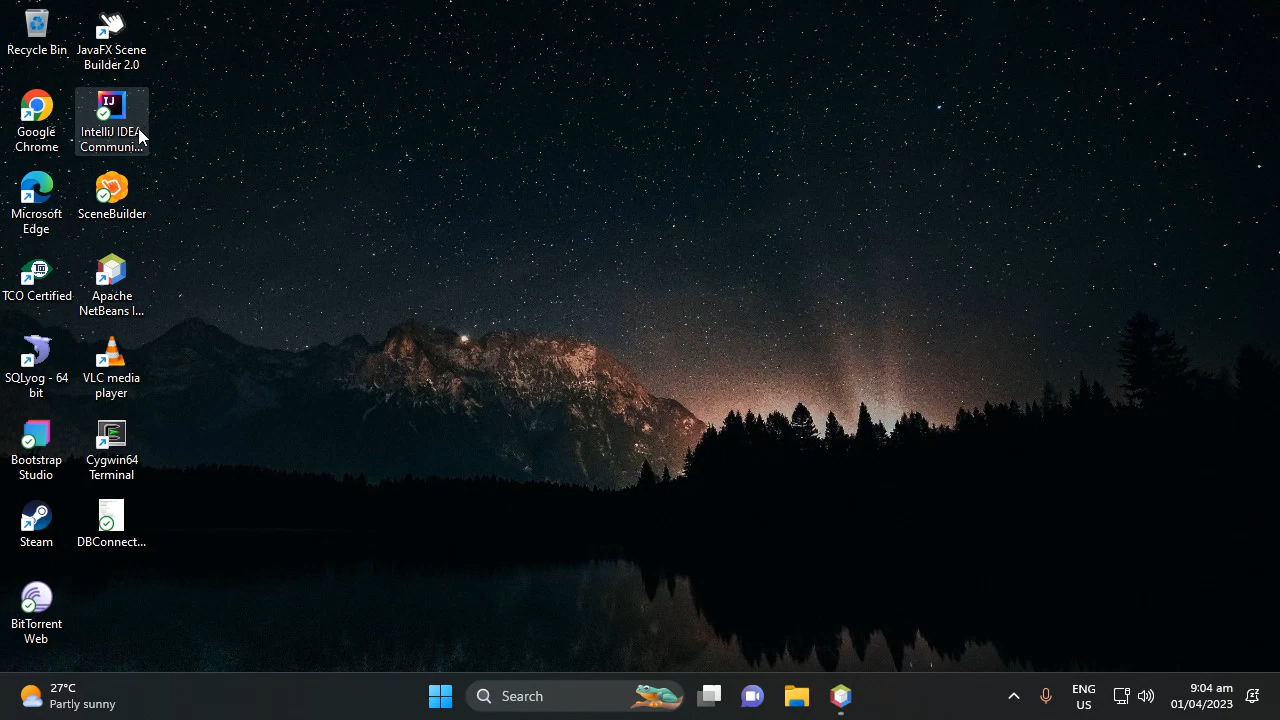 Recycle Bin
JavaFX Scene
Builder 2.0
Google
Chrome
IJ
IntelliJ IDEA
Communi...
Microsoft
Edge
SceneBuilder
TCO Certified
Apache
NetBeans I...
SQLyog - 64
bit
VLC media
player
Bootstrap
Studio
Cygwin64
Terminal
Steam
DBConnect...
BitTorrent
Web
27°C
Partly sunny
Search
ENG
US
9:04 am
01/04/2023